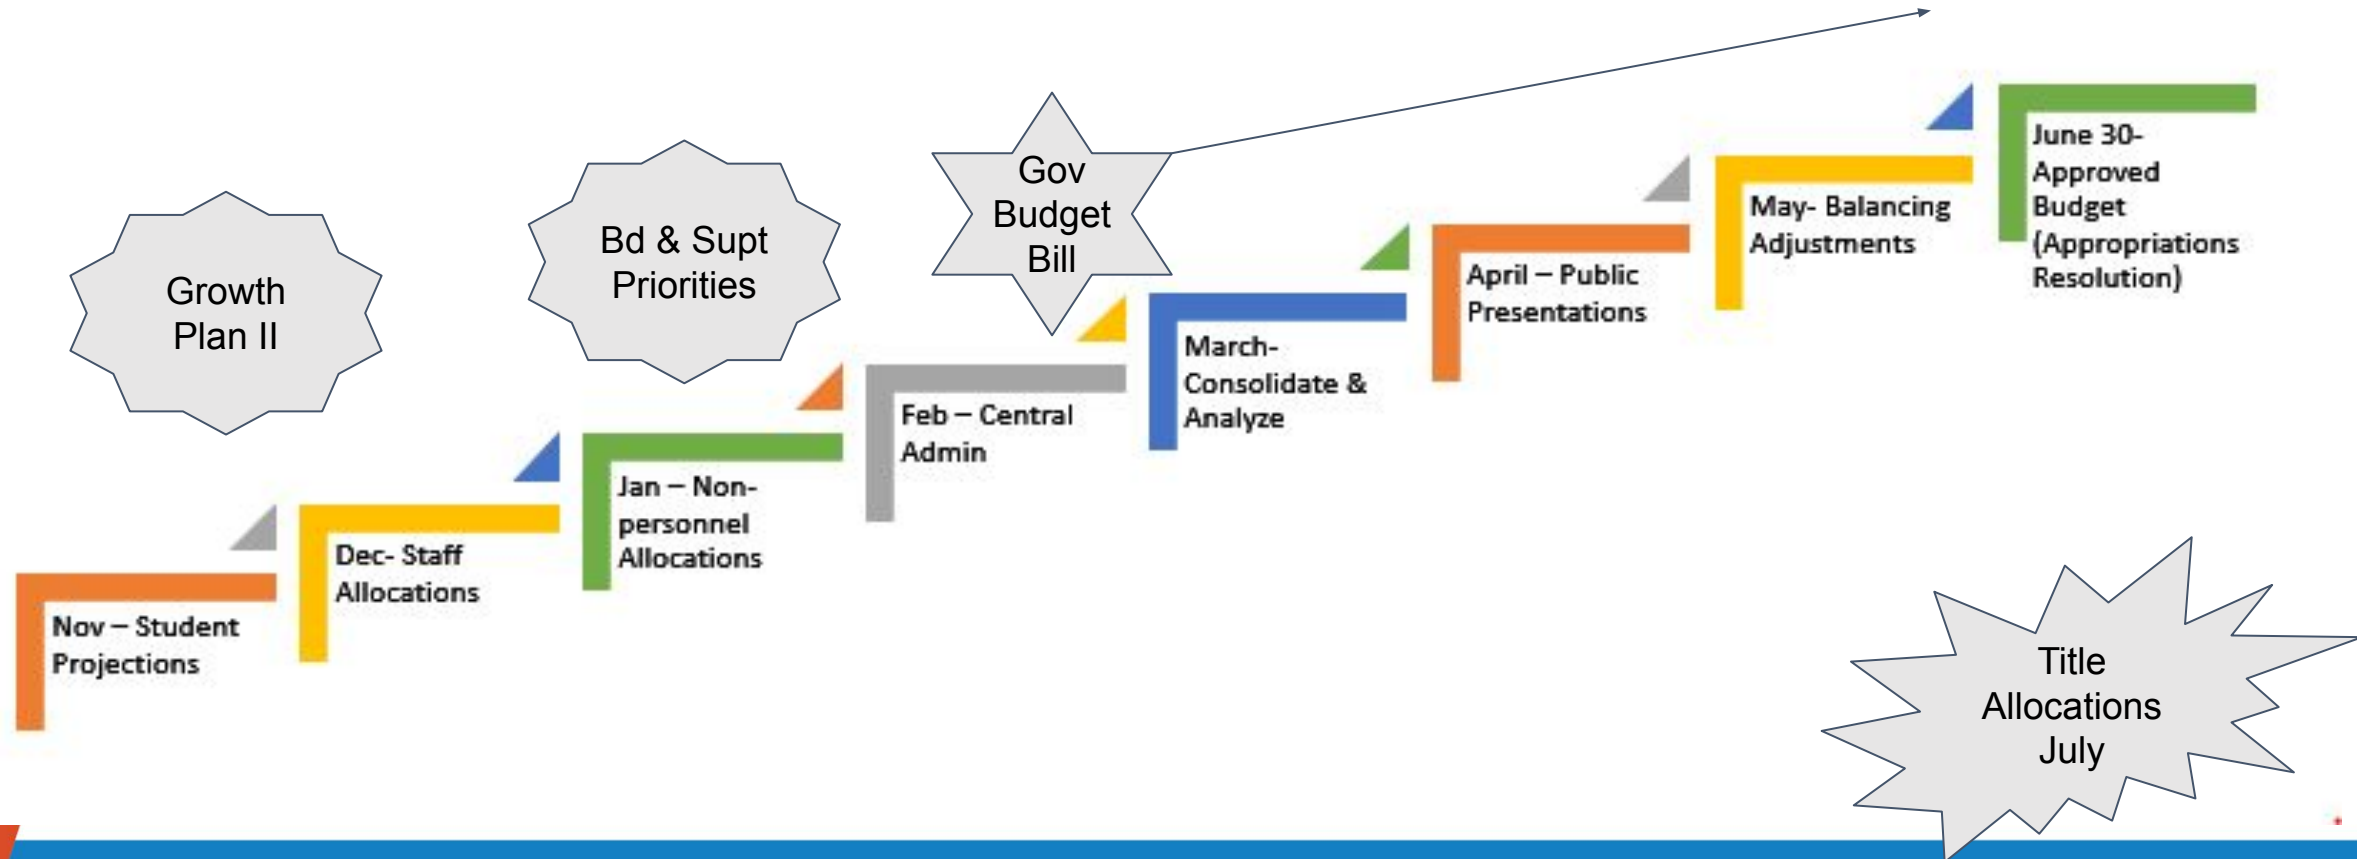 Growth
Plan II
Bd & Supt
Priorities
Gov
Budget
Bill
Nov – Student
Projections
Dec- Staff
Allocations
Jan – Non-
personnel
Allocations
Feb – Central
Admin
March-
Consolidate &
Analyze
April – Public
Presentations
May- Balancing
Adjustments
June 30-
Approved
Budget
(Appropriations
Resolution)
Title
Allocations
July